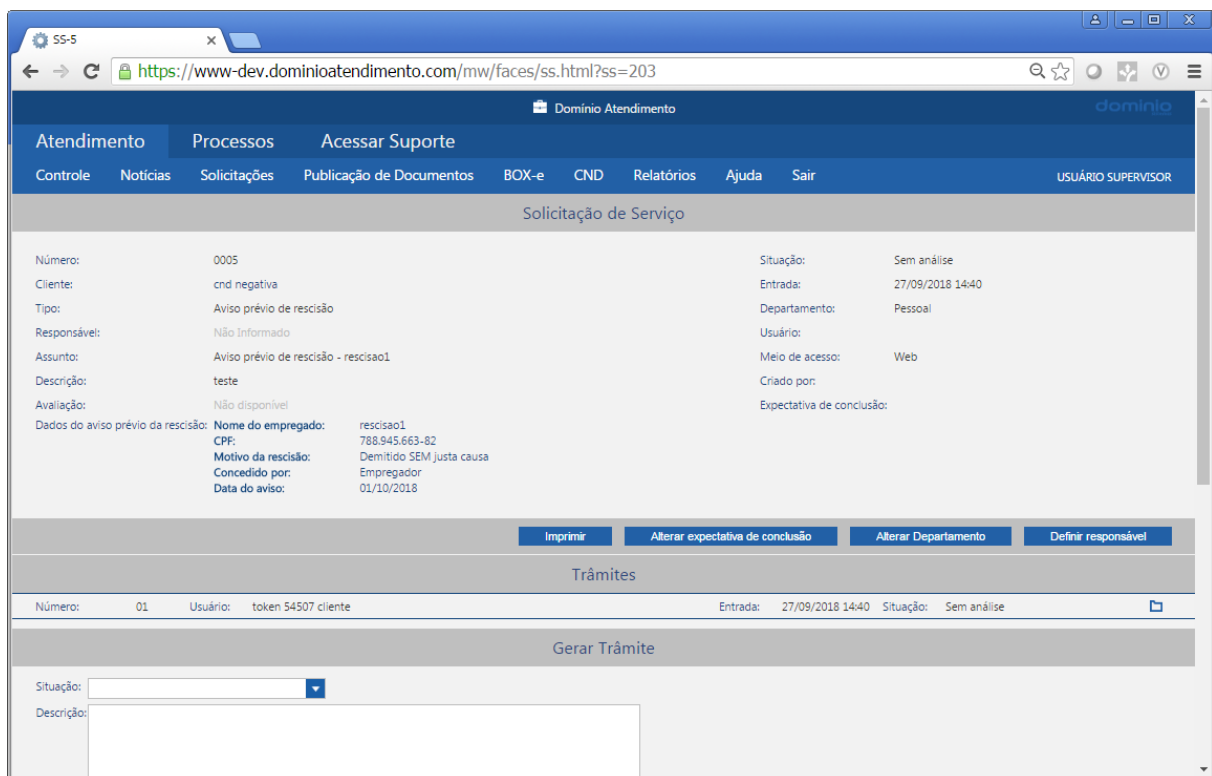 SS-5
https://www-dev.dominioatendimento.com/mw/faces/ss.html?ss=203
Domínio Atendimento
domínio
Atendimento Processos Acessar Suporte
Controle Notícias Solicitações Publicação de Documentos BOX-e CND Relatórios Ajuda Sair USUÁRIO SUPERVISOR
Solicitação de Serviço
Número: 0005 Situação: Sem análise
Cliente: cnd negativa Entrada: 27/09/2018 14:40
Tipo: Aviso prévio de rescisão Departamento: Pessoal
Responsável: Não Informado Usuário:
Assunto: Aviso prévio de rescisão - rescisao1 Meio de acesso: Web
Descrição: teste Criado por:
Avaliação: Não disponível Expectativa de conclusão:
Dados do aviso prévio da rescisão: Nome do empregado: rescisao1
CPF: 788.945.663-82
Motivo da rescisão: Demitido SEM justa causa
Concedido por: Empregador
Data do aviso: 01/10/2018
Imprimir Alterar expectativa de conclusão Alterar Departamento Definir responsável
Trâmites
Número: 01 Usuário: token 54507 cliente Entrada: 27/09/2018 14:40 Situação: Sem análise
Gerar Trâmite
Situação:
Descrição: